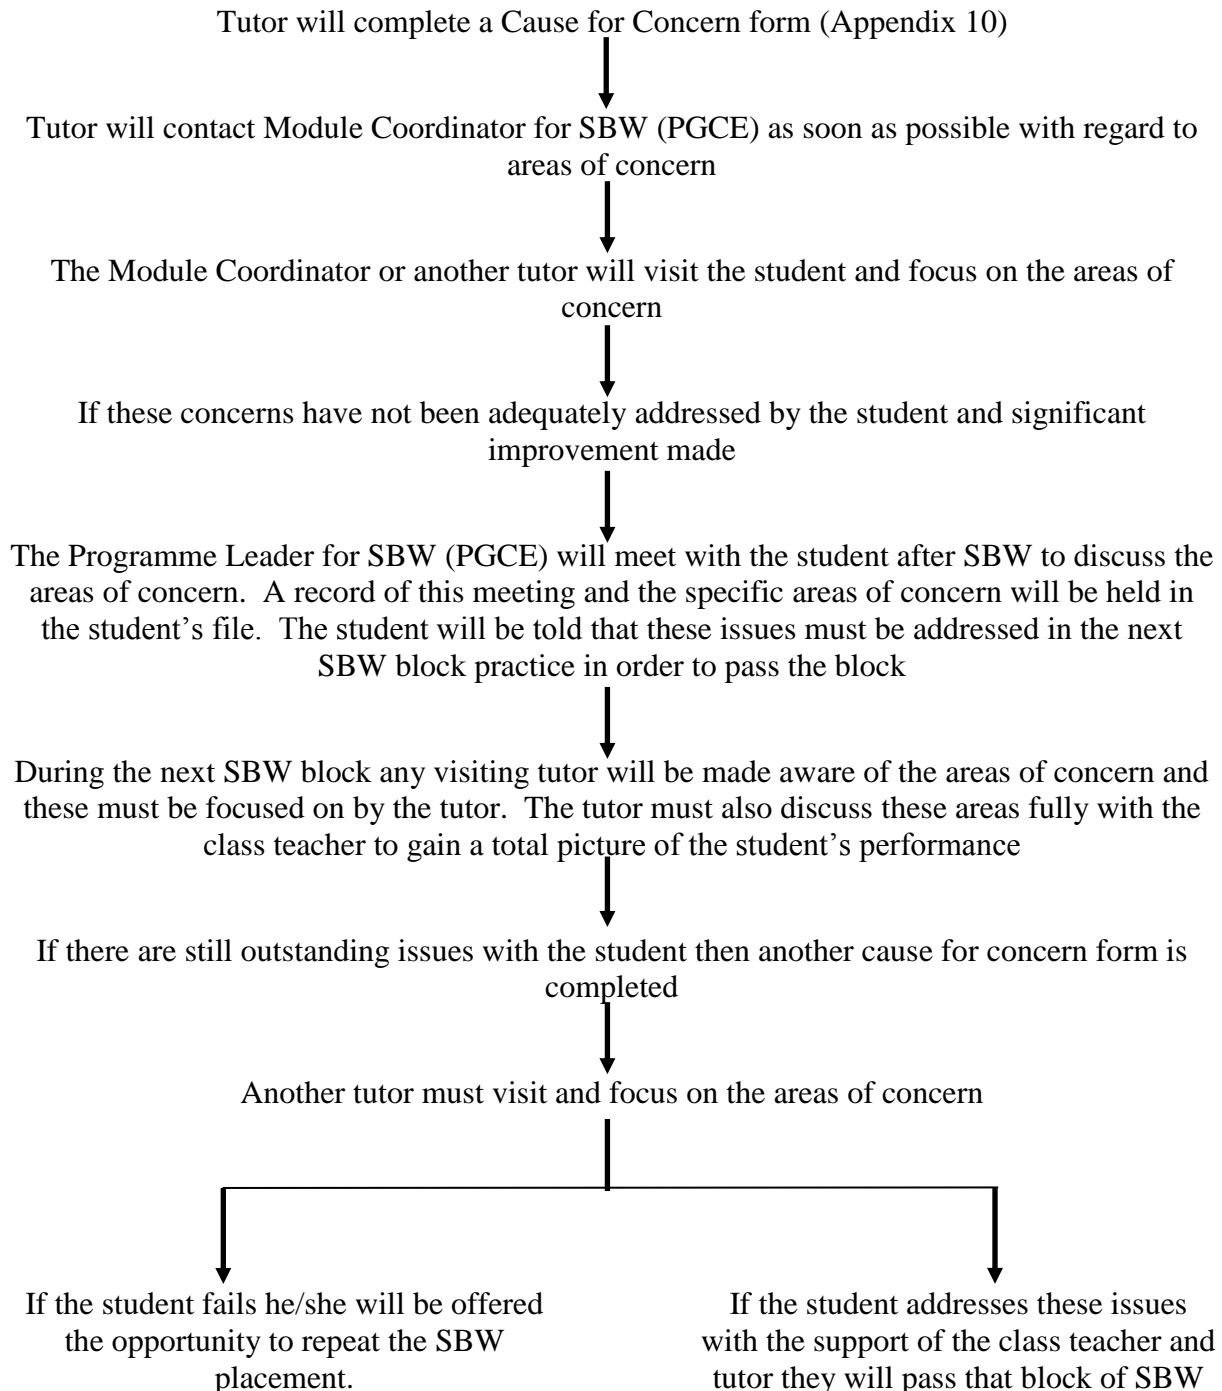 Tutor will complete a Cause for Concern form (Appendix 10)
Tutor will contact Module Coordinator for SBW (PGCE) as soon as possible with regard to
areas of concern
The Module Coordinator or another tutor will visit the student and focus on the areas of
concern
If these concerns have not been adequately addressed by the student and significant
improvement made
The Programme Leader for SBW (PGCE) will meet with the student after SBW to discuss the
areas of concern.  A record of this meeting and the specific areas of concern will be held in
the student’s file.  The student will be told that these issues must be addressed in the next
SBW block practice in order to pass the block
During the next SBW block any visiting tutor will be made aware of the areas of concern and
these must be focused on by the tutor.  The tutor must also discuss these areas fully with the
class teacher to gain a total picture of the student’s performance
If there are still outstanding issues with the student then another cause for concern form is
completed
Another tutor must visit and focus on the areas of concern
If the student fails he/she will be offered
the opportunity to repeat the SBW
placement.
If the student addresses these issues
with the support of the class teacher and
tutor they will pass that block of SBW